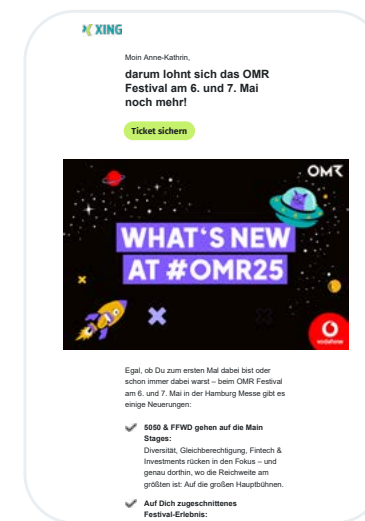 XING
Moin Anne-Kathrin,
darum lohnt sich das OMR
Festival am 6. und 7. Mai
noch mehr!
Ticket sichern
OMR
WHAT'S NEW
AT #OMR25
vodafone
Egal, ob Du zum ersten Mal dabei bist oder
schon immer dabei warst – beim OMR Festival
am 6. und 7. Mai in der Hamburg Messe gibt es
einige Neuerungen:
5050 & FFWD gehen auf die Main
Stages:
Diversität, Gleichberechtigung, Fintech &
Investments rücken in den Fokus – und
genau dorthin, wo die Reichweite am
größten ist: Auf die großen Hauptbühnen.
Auf Dich zugeschnittenes
Festival-Erlebnis: